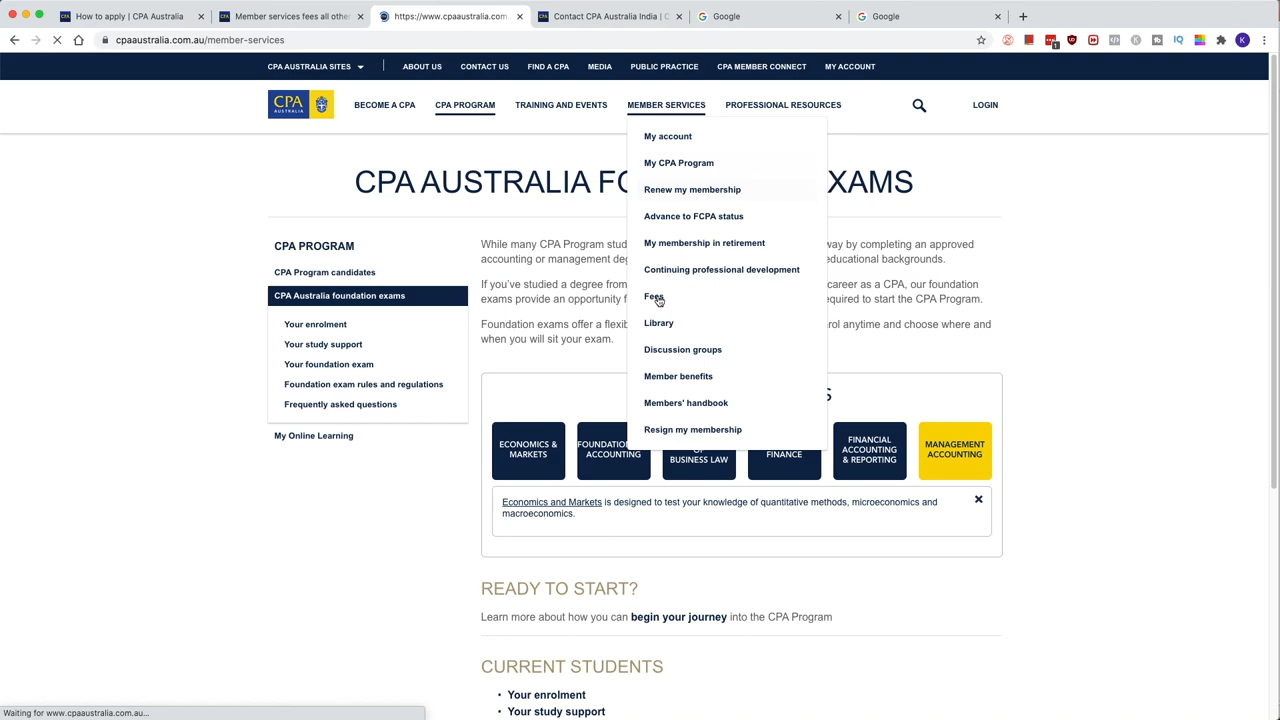 How to apply | CPA Australia
Member services fees all other
https://www.cpaaustralia.com.
Contact CPA Australia India | C
Google
Google
cpaaustralia.com.au/member-services
CPA AUSTRALIA SITES
ABOUT US
CONTACT US
FIND A CPA
MEDIA
PUBLIC PRACTICE
CPA MEMBER CONNECT
MY ACCOUNT
CPA
AUSTRALIA
BECOME A CPA
CPA PROGRAM
TRAINING AND EVENTS
MEMBER SERVICES
PROFESSIONAL RESOURCES
LOGIN
My account
My CPA Program
Renew my membership
Advance to FCPA status
My membership in retirement
Continuing professional development
Fees
Library
Discussion groups
Member benefits
Members' handbook
Resign my membership
CPA AUSTRALIA FO XAMS
CPA PROGRAM
CPA Program candidates
CPA Australia foundation exams
Your enrolment
Your study support
Your foundation exam
Foundation exam rules and regulations
Frequently asked questions
My Online Learning
While many CPA Program stud way by completing an approved
accounting or management deg educational backgrounds.
If you've studied a degree from career as a CPA, our foundation
exams provide an opportunity f equired to start the CPA Program.
Foundation exams offer a flexib rol anytime and choose where and
when you will sit your exam.
S
ECONOMICS &
MARKETS
FOUNDATION
ACCOUNTING
OF
BUSINESS LAW
FINANCE
FINANCIAL
ACCOUNTING
& REPORTING
MANAGEMENT
ACCOUNTING
Economics and Markets is designed to test your knowledge of quantitative methods, microeconomics and
macroeconomics.
READY TO START?
Learn more about how you can begin your journey into the CPA Program
CURRENT STUDENTS
• Your enrolment
• Your study support
Waiting for www.cpaaustralia.com.au...